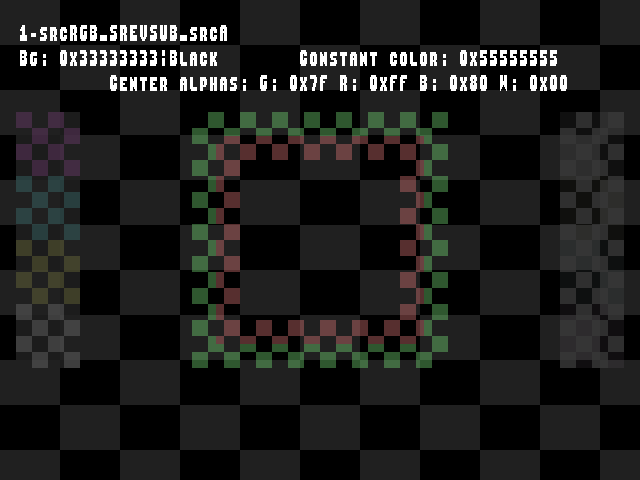 1-srcRGB_SREVSUB_srcA
Bg: 0x33333333¦Black Constant color: 0x55555555
Center alphas: G: 0x7f R: 0xff B: 0x80 W: 0x00